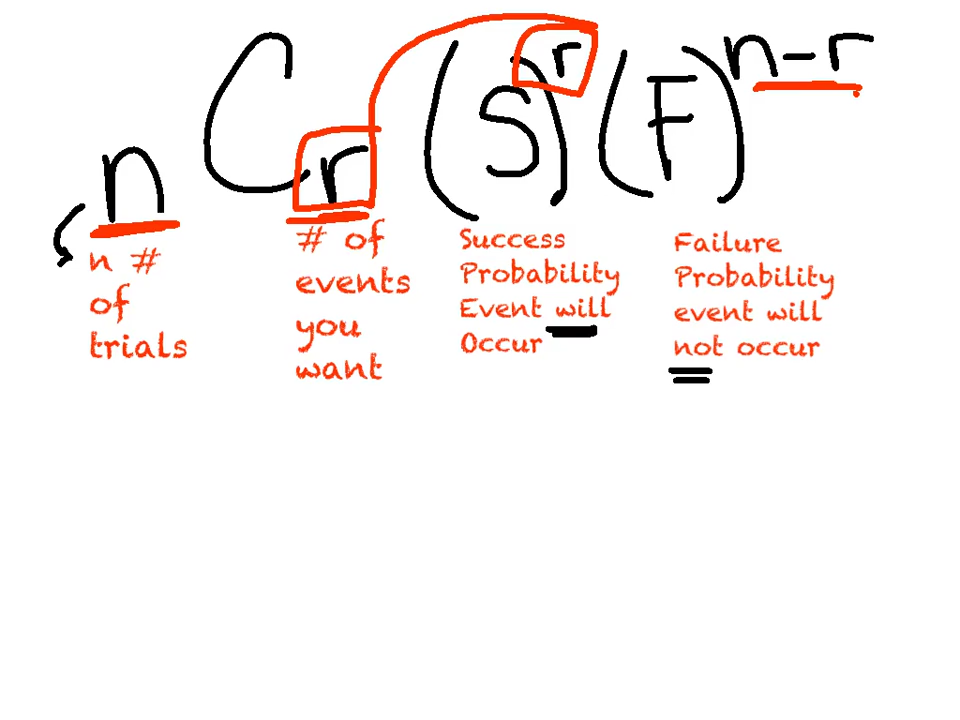 nCr (S)^r (F)^n-r
n #
of
trials
# of
events
you
want
Success
Probability
Event will
Occur
Failure
Probability
event will
not occur